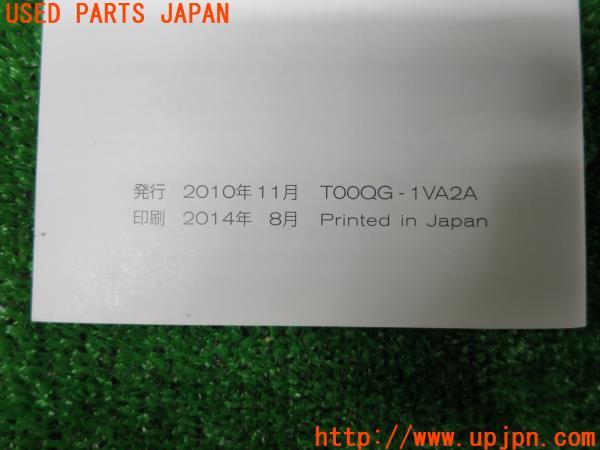 USED PARTS JAPAN
発行 2010年11月 T00QG-1VA2A
印刷 2014年 8月 Printed in Japan
http://www.upjpn.com